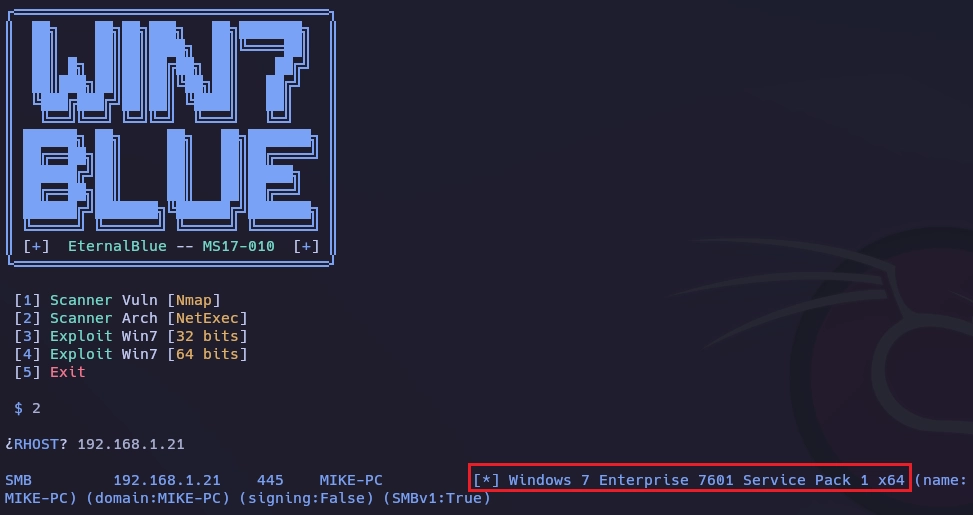 WIN7
BLUE
[+] EternalBlue -- MS17-010 [+]
[1] Scanner Vuln [Nmap]
[2] Scanner Arch [NetExec]
[3] Exploit Win7 [32 bits]
[4] Exploit Win7 [64 bits]
[5] Exit
$ 2
¿RHOST? 192.168.1.21
SMB 192.168.1.21 445 MIKE-PC [*] Windows 7 Enterprise 7601 Service Pack 1 x64 (name:
MIKE-PC) (domain:MIKE-PC) (signing:False) (SMBv1:True)